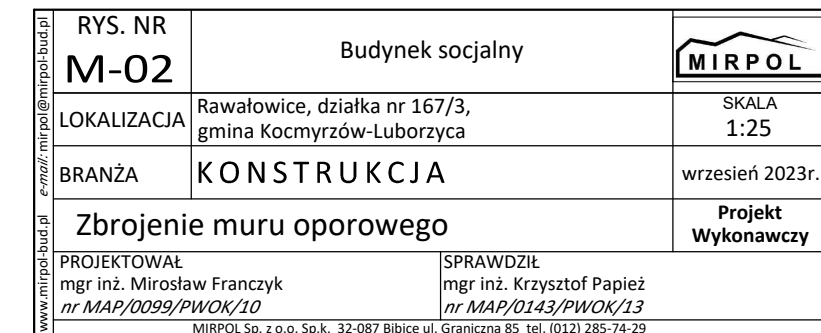 RYS. NR
M-02
Budynek socjalny
MIRPOL
LOKALIZACJA
Rawałowice, działka nr 167/3,
gmina Kocmyrzów-Luborzyca
SKALA
1:25
BRANŻA
KONSTRUKCJA
wrzesień 2023r.
Zbrojenie muru oporowego
Projekt
Wykonawczy
PROJEKTOWAŁ
mgr inż. Mirosław Franczyk
nr MAP/0099/PWOK/10
SPRAWDZIŁ
mgr inż. Krzysztof Papież
nr MAP/0143/PWOK/13
MIRPOL Sp. z o.o. Sp.k. 32-087 Bibice ul. Graniczna 85 tel. (012) 285-74-29
www.mirpol-bud.pl e-mail: mirpol@mirpol-bud.pl